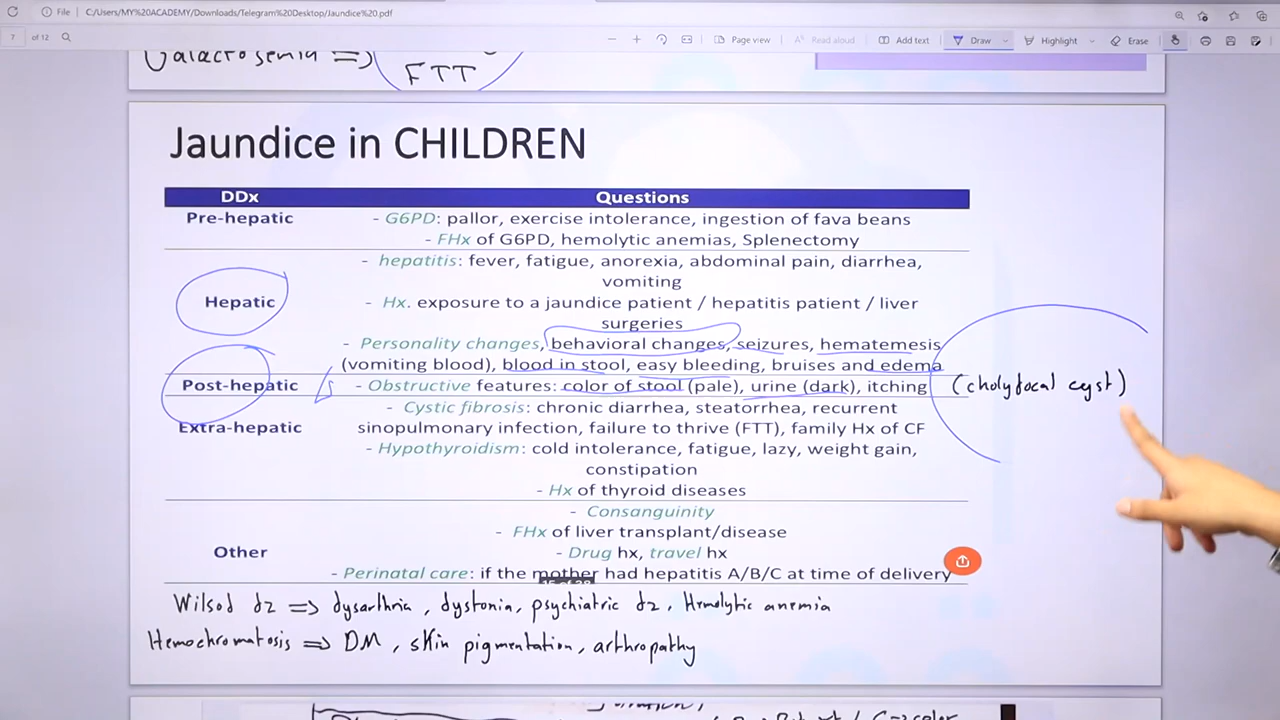 File
C:/Users/MY%20ACADEMY/Downloads/Telegram%20Desktop/Jaundice%20.pdf
7 of 12
Page view
Read aloud
Add text
Draw
Highlight
Erase
Galactosemia =>
FTT
Jaundice in CHILDREN
DDx Questions
Pre-hepatic - G6PD: pallor, exercise intolerance, ingestion of fava beans
- FHx of G6PD, hemolytic anemias, Splenectomy
- hepatitis: fever, fatigue, anorexia, abdominal pain, diarrhea,
vomiting
Hepatic - Hx. exposure to a jaundice patient / hepatitis patient / liver
surgeries
- Personality changes, behavioral changes, seizures, hematemesis
(vomiting blood), blood in stool, easy bleeding, bruises and edema
Post-hepatic - Obstructive features: color of stool (pale), urine (dark), itching
(cholyfocal cyst)
- Cystic fibrosis: chronic diarrhea, steatorrhea, recurrent
Extra-hepatic sinopulmonary infection, failure to thrive (FTT), family Hx of CF
- Hypothyroidism: cold intolerance, fatigue, lazy, weight gain,
constipation
- Hx of thyroid diseases
- Consanguinity
- FHx of liver transplant/disease
Other - Drug hx, travel hx
- Perinatal care: if the mother had hepatitis A/B/C at time of delivery
Wilsod dz => dysarthria, dystonia, psychiatric dz, Hemolytic anemia
Hemochromatosis => DM, skin pigmentation, arthropathy